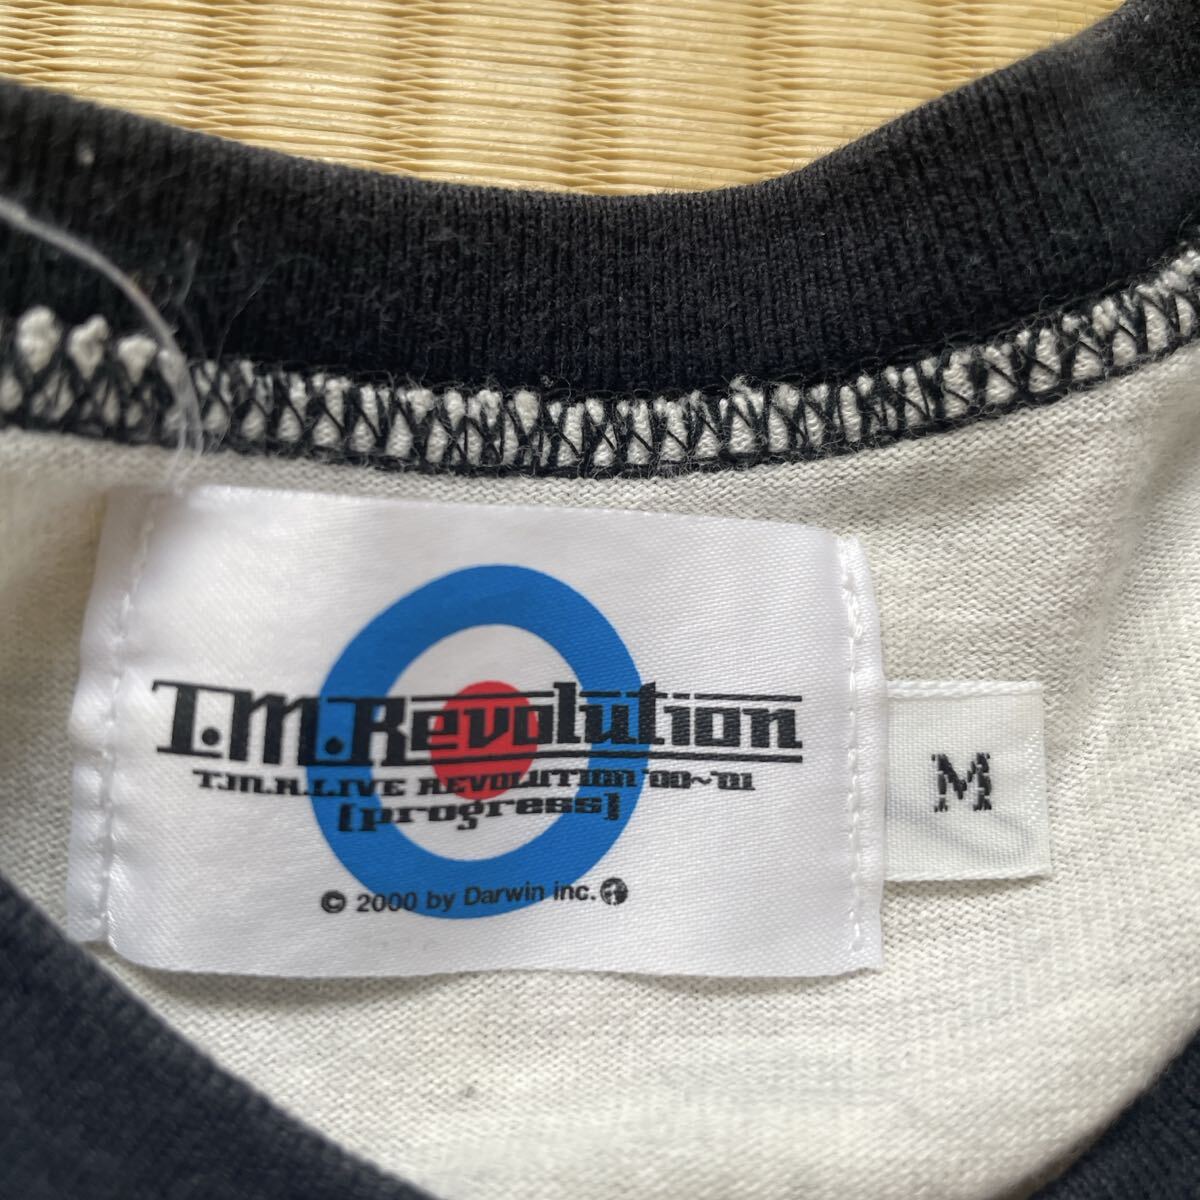 T.M.Revolution
T.M.R.LIVE REVOLUTION '00~'01
[progress]
© 2000 by Darwin inc.
M